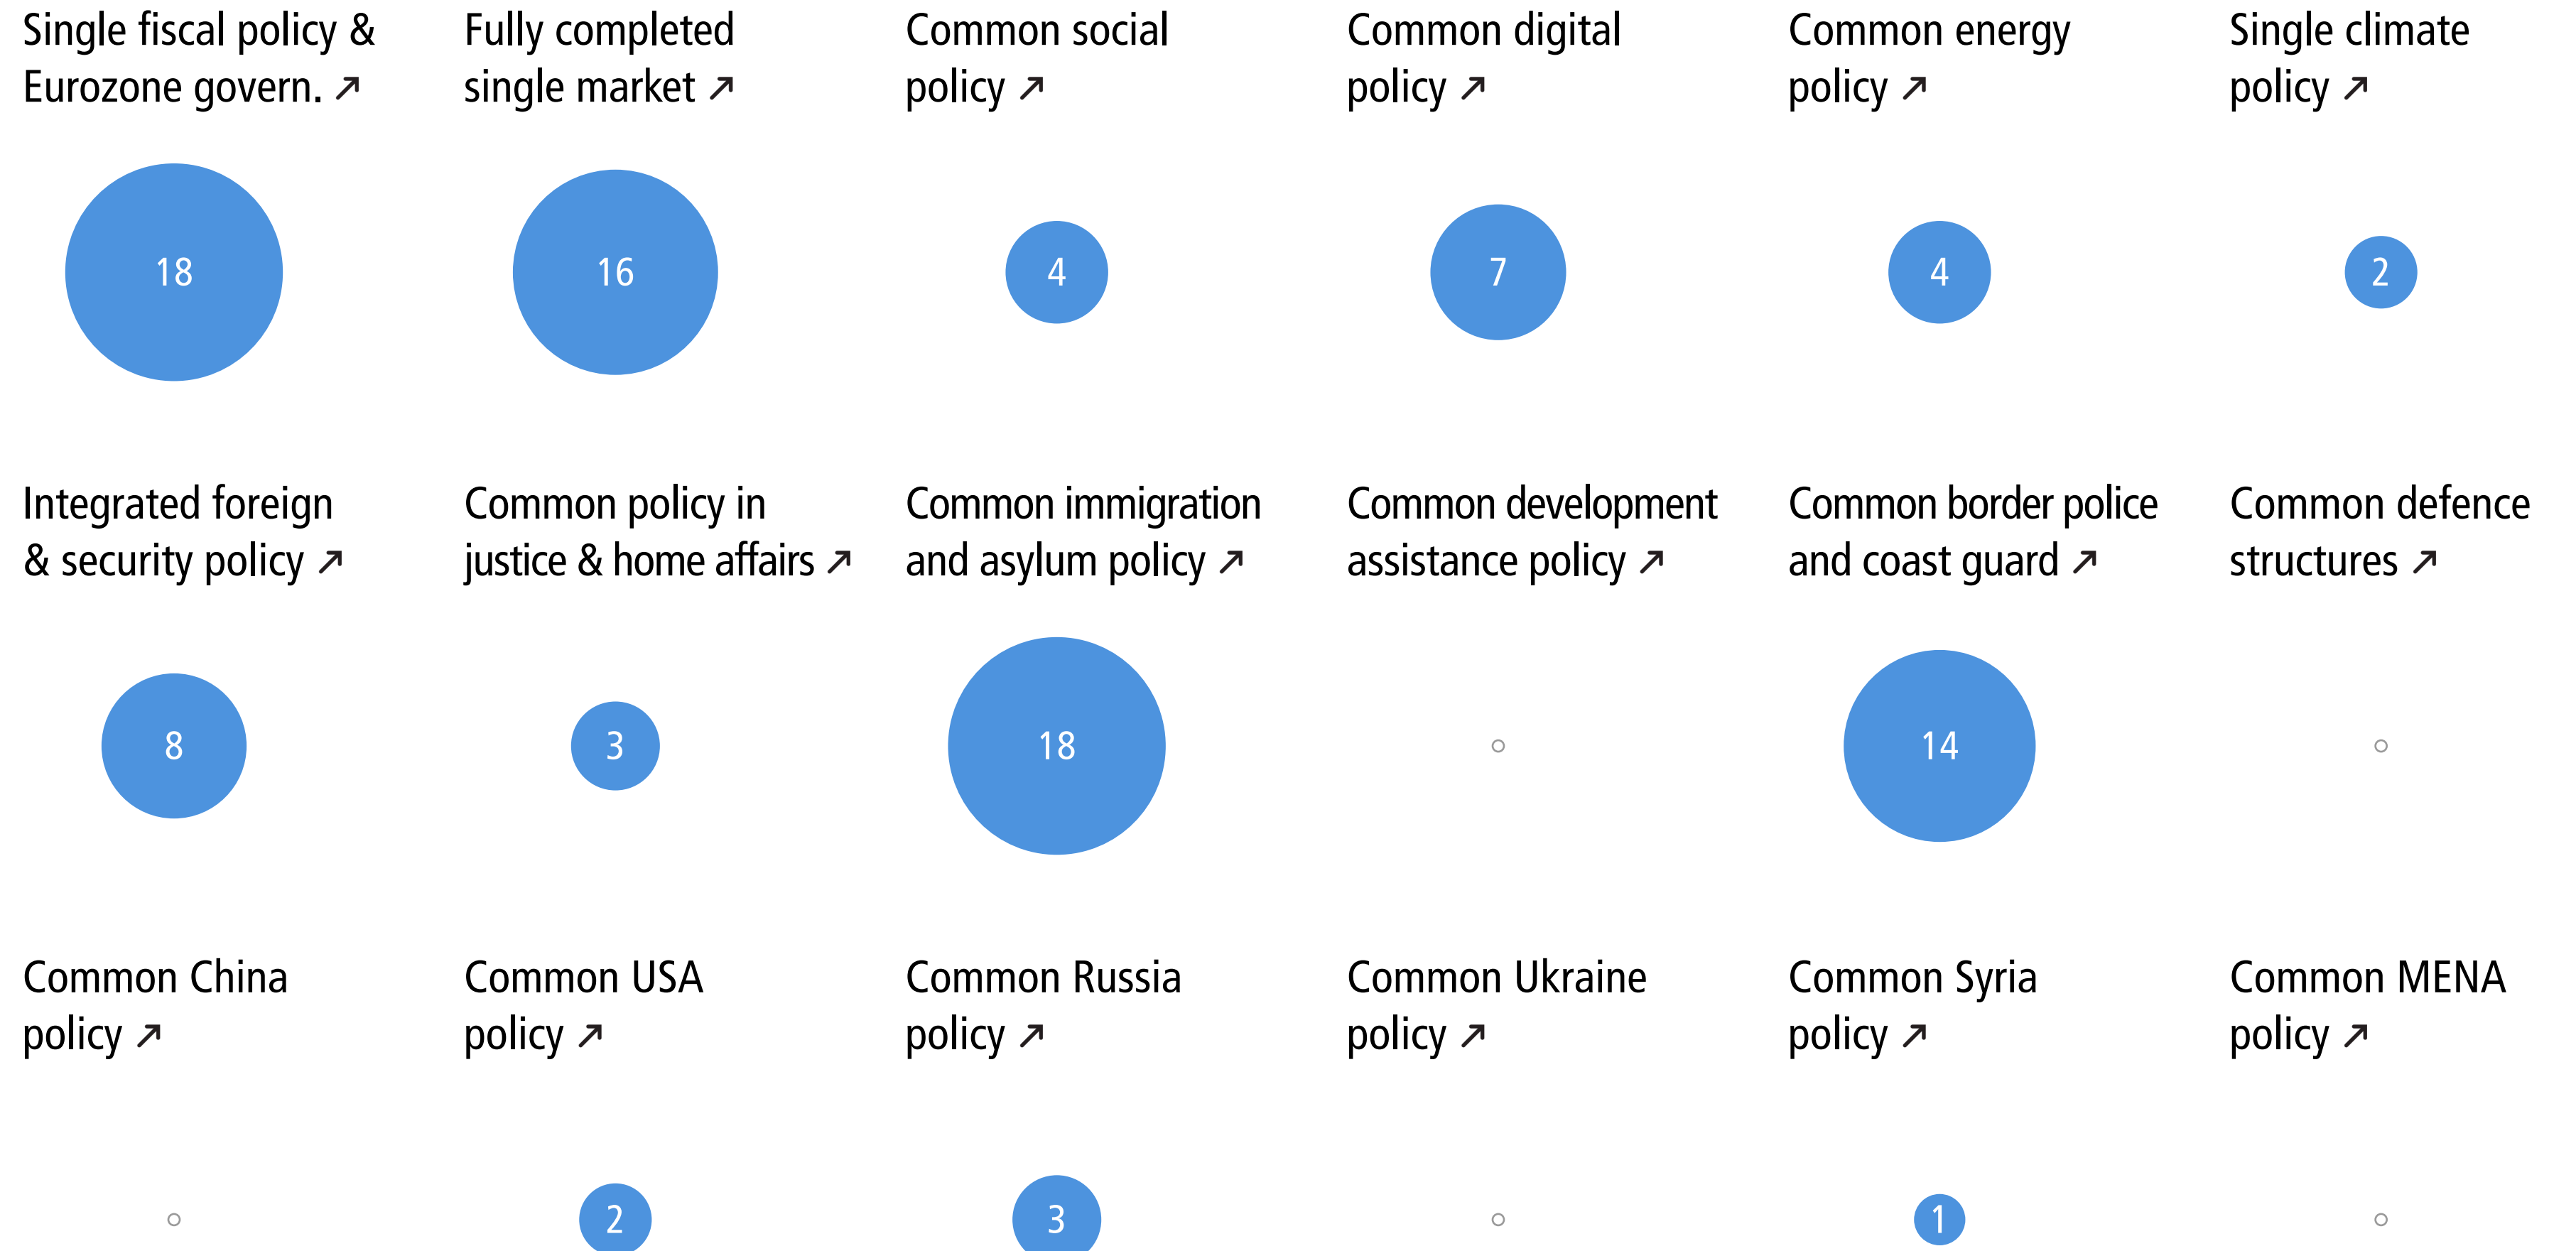 Single fiscal policy &
Eurozone govern. ↗
Fully completed
single market ↗
Common social
policy ↗
Common digital
policy ↗
Common energy
policy ↗
Single climate
policy ↗
18
16
4
7
4
2
Integrated foreign
& security policy ↗
Common policy in
justice & home affairs ↗
Common immigration
and asylum policy ↗
Common development
assistance policy ↗
Common border police
and coast guard ↗
Common defence
structures ↗
8
3
18
14
Common China
policy ↗
Common USA
policy ↗
Common Russia
policy ↗
Common Ukraine
policy ↗
Common Syria
policy ↗
Common MENA
policy ↗
2
3
1